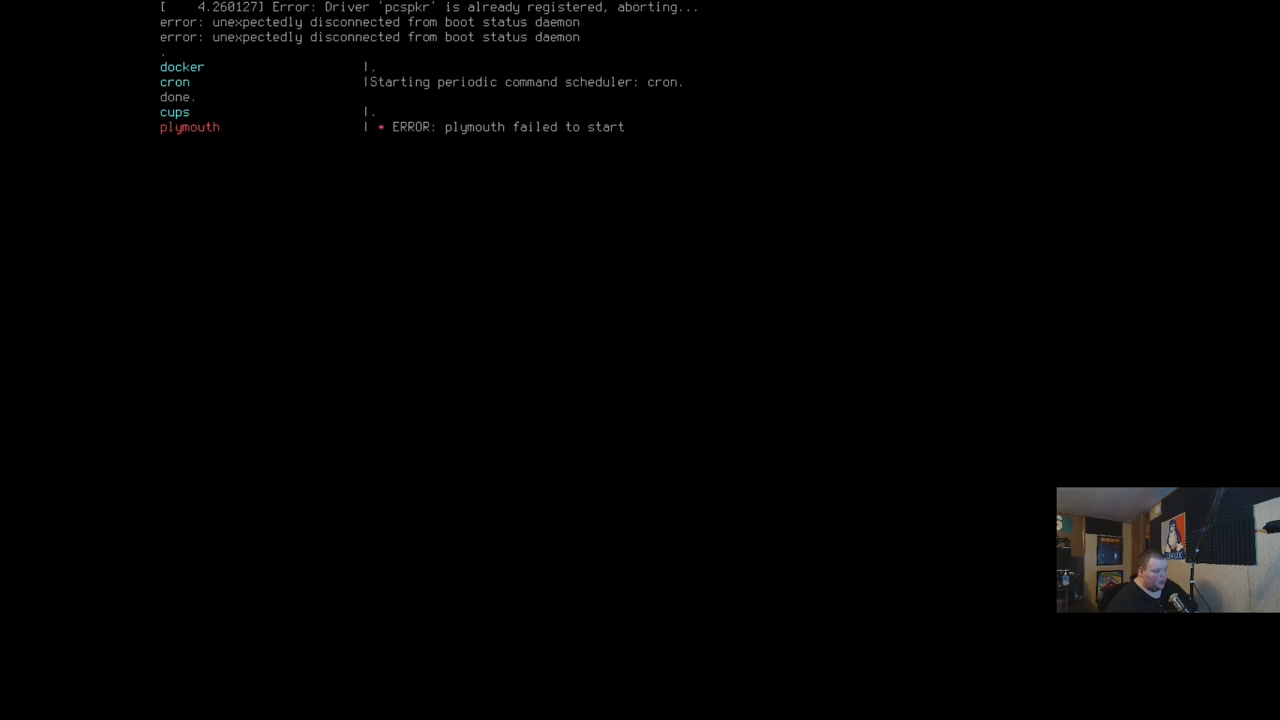 [    4.260127] Error: Driver 'pcspkr' is already registered, aborting...
error: unexpectedly disconnected from boot status daemon
error: unexpectedly disconnected from boot status daemon
.
docker |.
cron |Starting periodic command scheduler: cron.
done.
cups |.
plymouth | * ERROR: plymouth failed to start